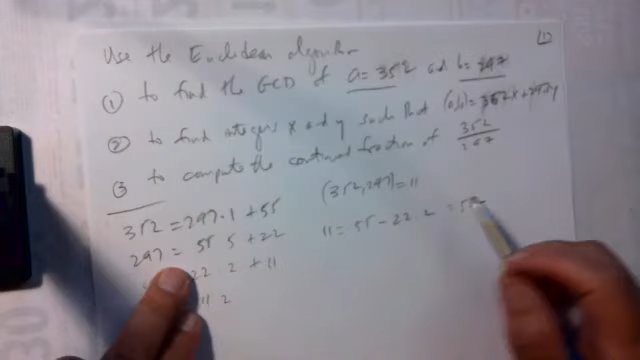 Use the Euclidean algorithm (1)
① to find the GCD of a = 352 and b = 297
② to find integers x and y such that (a,b) = 352x + 297y
③ to compute the continued fraction of 352/297
352 = 297 · 1 + 55
(352, 297) = 11
297 = 55 · 5 + 22
11 = 55 - 22 · 2 = 55
22 · 2 + 11
11 2